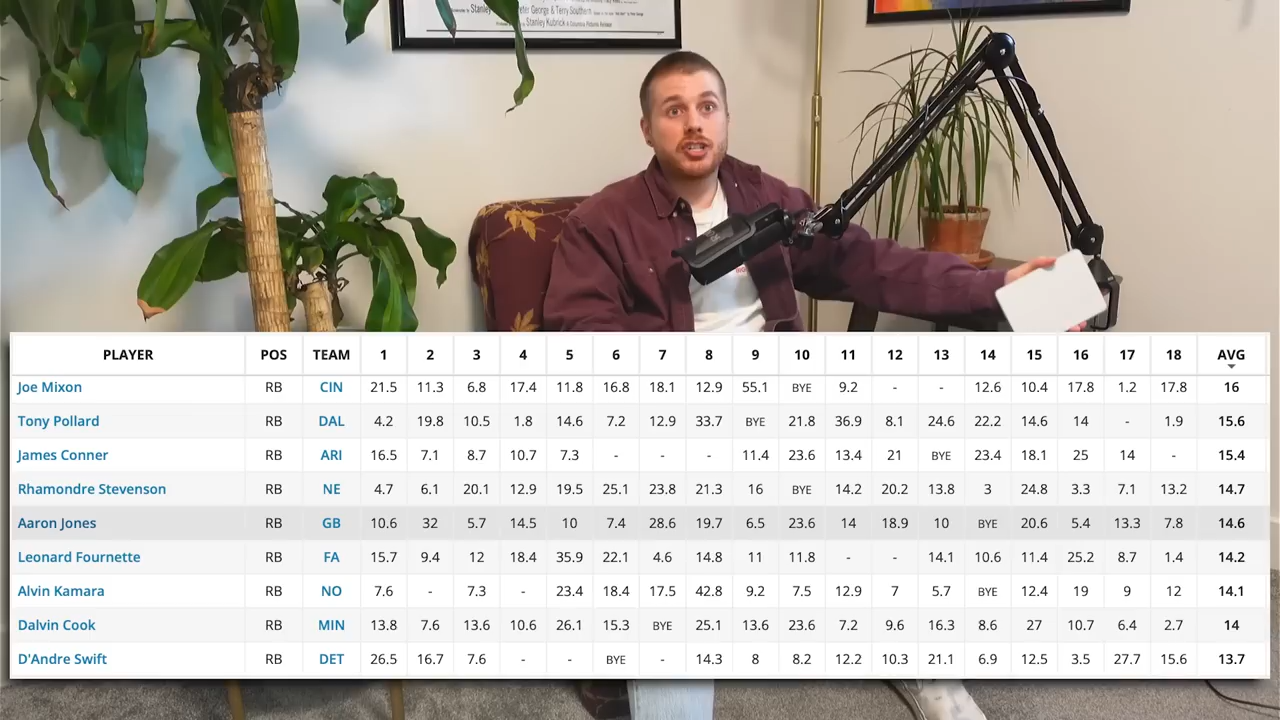 Stanley Peter George & Terry Southern
Stanley Kubrick A Columbia Pictures Release
PLAYER POS TEAM 1 2 3 4 5 6 7 8 9 10 11 12 13 14 15 16 17 18 AVG
Joe Mixon RB CIN 21.5 11.3 6.8 17.4 11.8 16.8 18.1 12.9 55.1 BYE 9.2 - - 12.6 10.4 17.8 1.2 17.8 16
Tony Pollard RB DAL 4.2 19.8 10.5 1.8 14.6 7.2 12.9 33.7 BYE 21.8 36.9 8.1 24.6 22.2 14.6 14 - 1.9 15.6
James Conner RB ARI 16.5 7.1 8.7 10.7 7.3 - - - 11.4 23.6 13.4 21 BYE 23.4 18.1 25 14 - 15.4
Rhamondre Stevenson RB NE 4.7 6.1 20.1 12.9 19.5 25.1 23.8 21.3 16 BYE 14.2 20.2 13.8 3 24.8 3.3 7.1 13.2 14.7
Aaron Jones RB GB 10.6 32 5.7 14.5 10 7.4 28.6 19.7 6.5 23.6 14 18.9 10 BYE 20.6 5.4 13.3 7.8 14.6
Leonard Fournette RB FA 15.7 9.4 12 18.4 35.9 22.1 4.6 14.8 11 11.8 - - 14.1 10.6 11.4 25.2 8.7 1.4 14.2
Alvin Kamara RB NO 7.6 - 7.3 - 23.4 18.4 17.5 42.8 9.2 7.5 12.9 7 5.7 BYE 12.4 19 9 12 14.1
Dalvin Cook RB MIN 13.8 7.6 13.6 10.6 26.1 15.3 BYE 25.1 13.6 23.6 7.2 9.6 16.3 8.6 27 10.7 6.4 2.7 14
D'Andre Swift RB DET 26.5 16.7 7.6 - - BYE - 14.3 8 8.2 12.2 10.3 21.1 6.9 12.5 3.5 27.7 15.6 13.7